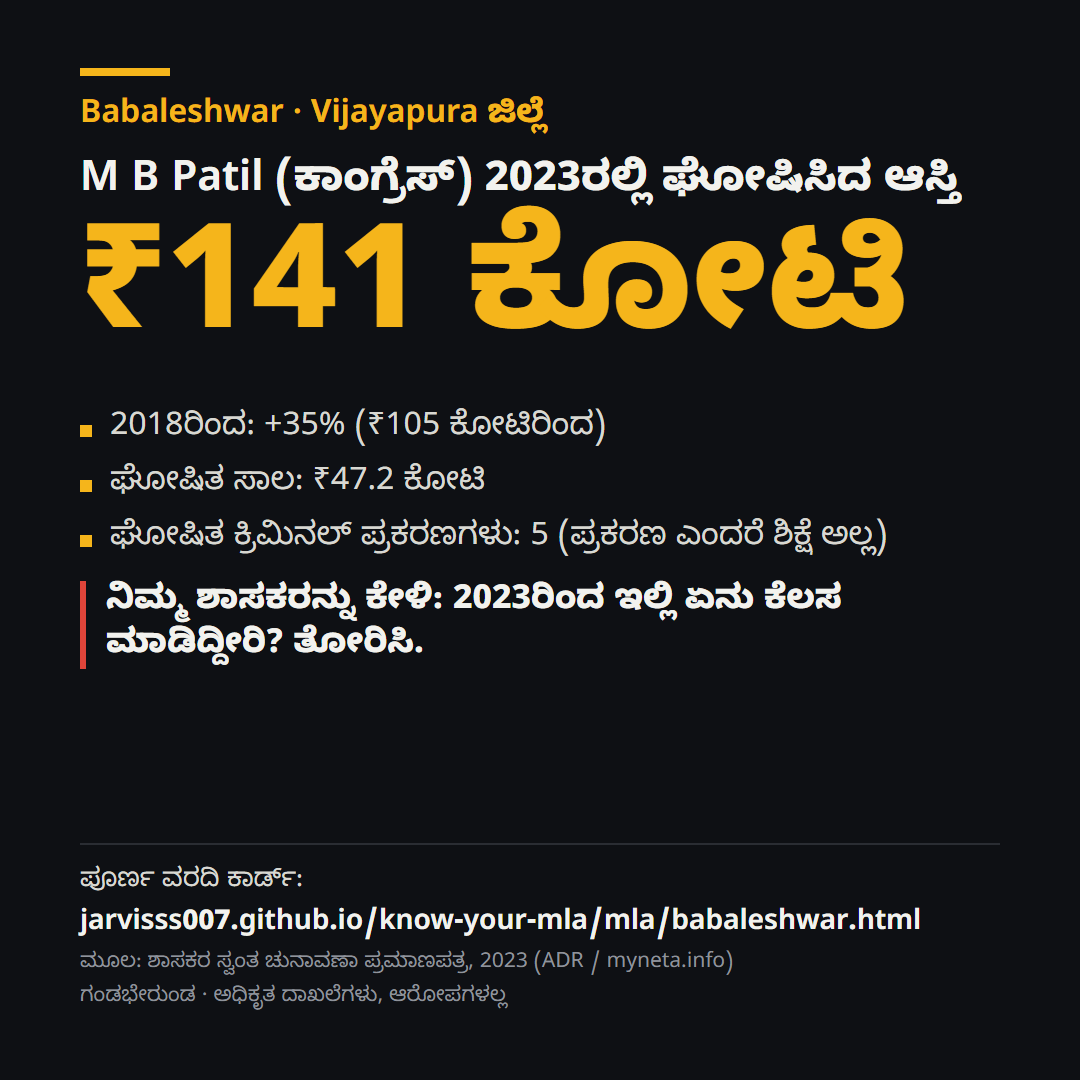 Babaleshwar · Vijayapura ಜಿಲ್ಲೆ
M B Patil (ಕಾಂಗ್ರೆಸ್) 2023ರಲ್ಲಿ ಘೋಷಿಸಿದ ಆಸ್ತಿ
₹141 ಕೋಟಿ
2018ರಿಂದ: +35% (₹105 ಕೋಟಿರಿಂದ)
ಘೋಷಿತ ಸಾಲ: ₹47.2 ಕೋಟಿ
ಘೋಷಿತ ಕ್ರಿಮಿನಲ್ ಪ್ರಕರಣಗಳು: 5 (ಪ್ರಕರಣ ಎಂದರೆ ಶಿಕ್ಷೆ ಅಲ್ಲ)
ನಿಮ್ಮ ಶಾಸಕರನ್ನು ಕೇಳಿ: 2023ರಿಂದ ಇಲ್ಲಿ ಏನು ಕೆಲಸ
ಮಾಡಿದ್ದೀರಿ? ತೋರಿಸಿ.
ಪೂರ್ಣ ವರದಿ ಕಾರ್ಡ್:
jarvisss007.github.io/know-your-mla/mla/babaleshwar.html
ಮೂಲ: ಶಾಸಕರ ಸ್ವಂತ ಚುನಾವಣಾ ಪ್ರಮಾಣಪತ್ರ, 2023 (ADR / myneta.info)
ಗಂಡಭೇರುಂಡ · ಅಧಿಕೃತ ದಾಖಲೆಗಳು, ಆರೋಪಗಳಲ್ಲ